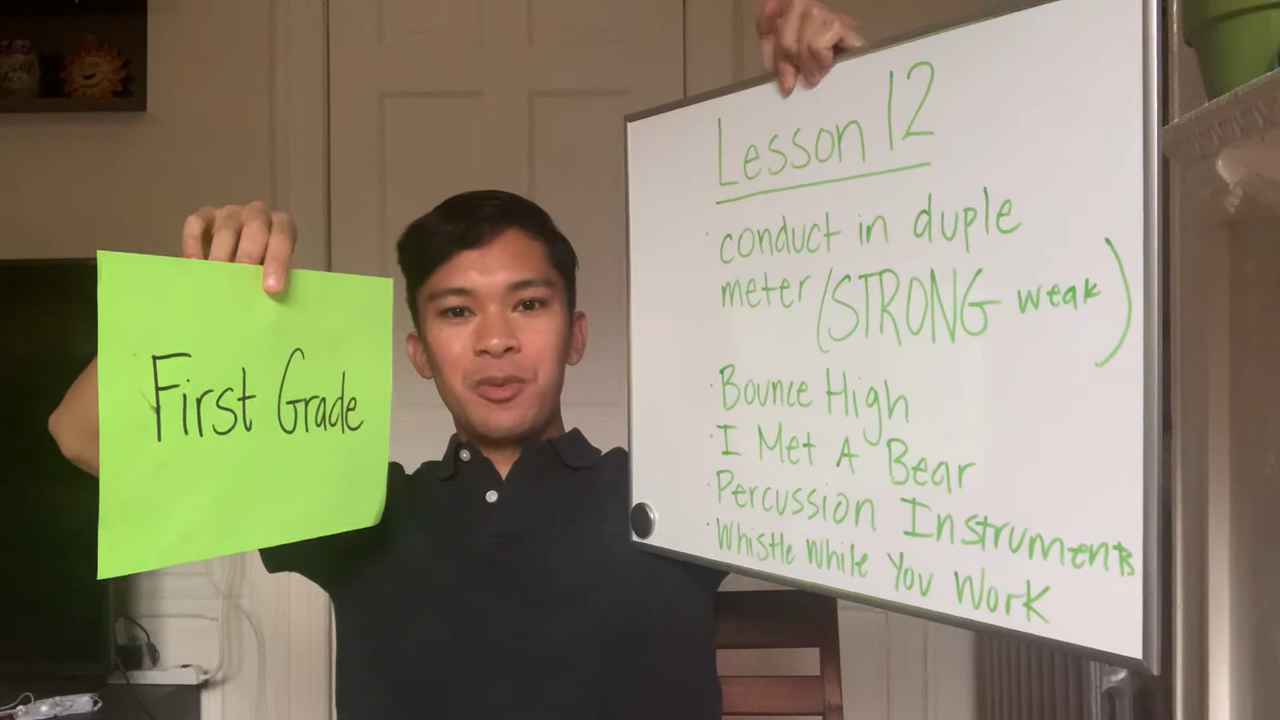 First Grade
Lesson 12
conduct in duple
meter (STRONG weak)
· Bounce High
· I Met A Bear
· Percussion Instruments
· Whistle While You Work